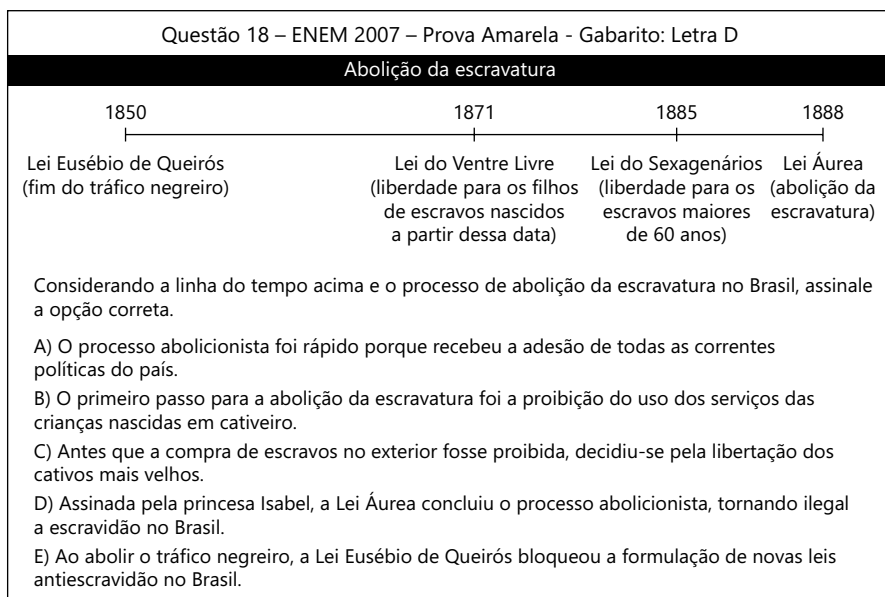 Questão 18 – ENEM 2007 – Prova Amarela - Gabarito: Letra D
Abolição da escravatura
1850 1871 1885 1888
Lei Eusébio de Queirós Lei do Ventre Livre Lei do Sexagenários Lei Áurea
(fim do tráfico negreiro) (liberdade para os filhos (liberdade para os (abolição da
de escravos nascidos escravos maiores escravatura)
a partir dessa data) de 60 anos)
Considerando a linha do tempo acima e o processo de abolição da escravatura no Brasil, assinale
a opção correta.
A) O processo abolicionista foi rápido porque recebeu a adesão de todas as correntes
políticas do país.
B) O primeiro passo para a abolição da escravatura foi a proibição do uso dos serviços das
crianças nascidas em cativeiro.
C) Antes que a compra de escravos no exterior fosse proibida, decidiu-se pela libertação dos
cativos mais velhos.
D) Assinada pela princesa Isabel, a Lei Áurea concluiu o processo abolicionista, tornando ilegal
a escravidão no Brasil.
E) Ao abolir o tráfico negreiro, a Lei Eusébio de Queirós bloqueou a formulação de novas leis
antiescravidão no Brasil.